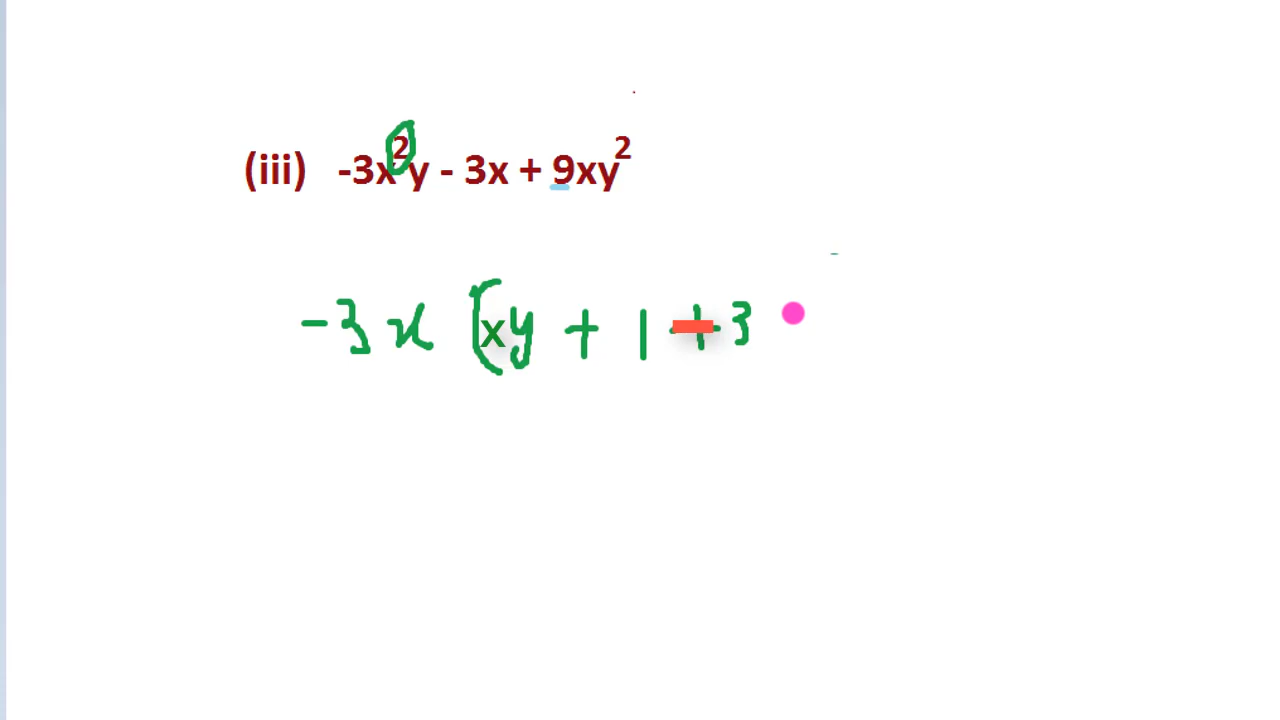 (iii) -3x²y - 3x + 9xy²
-3x (xy + 1 - 3